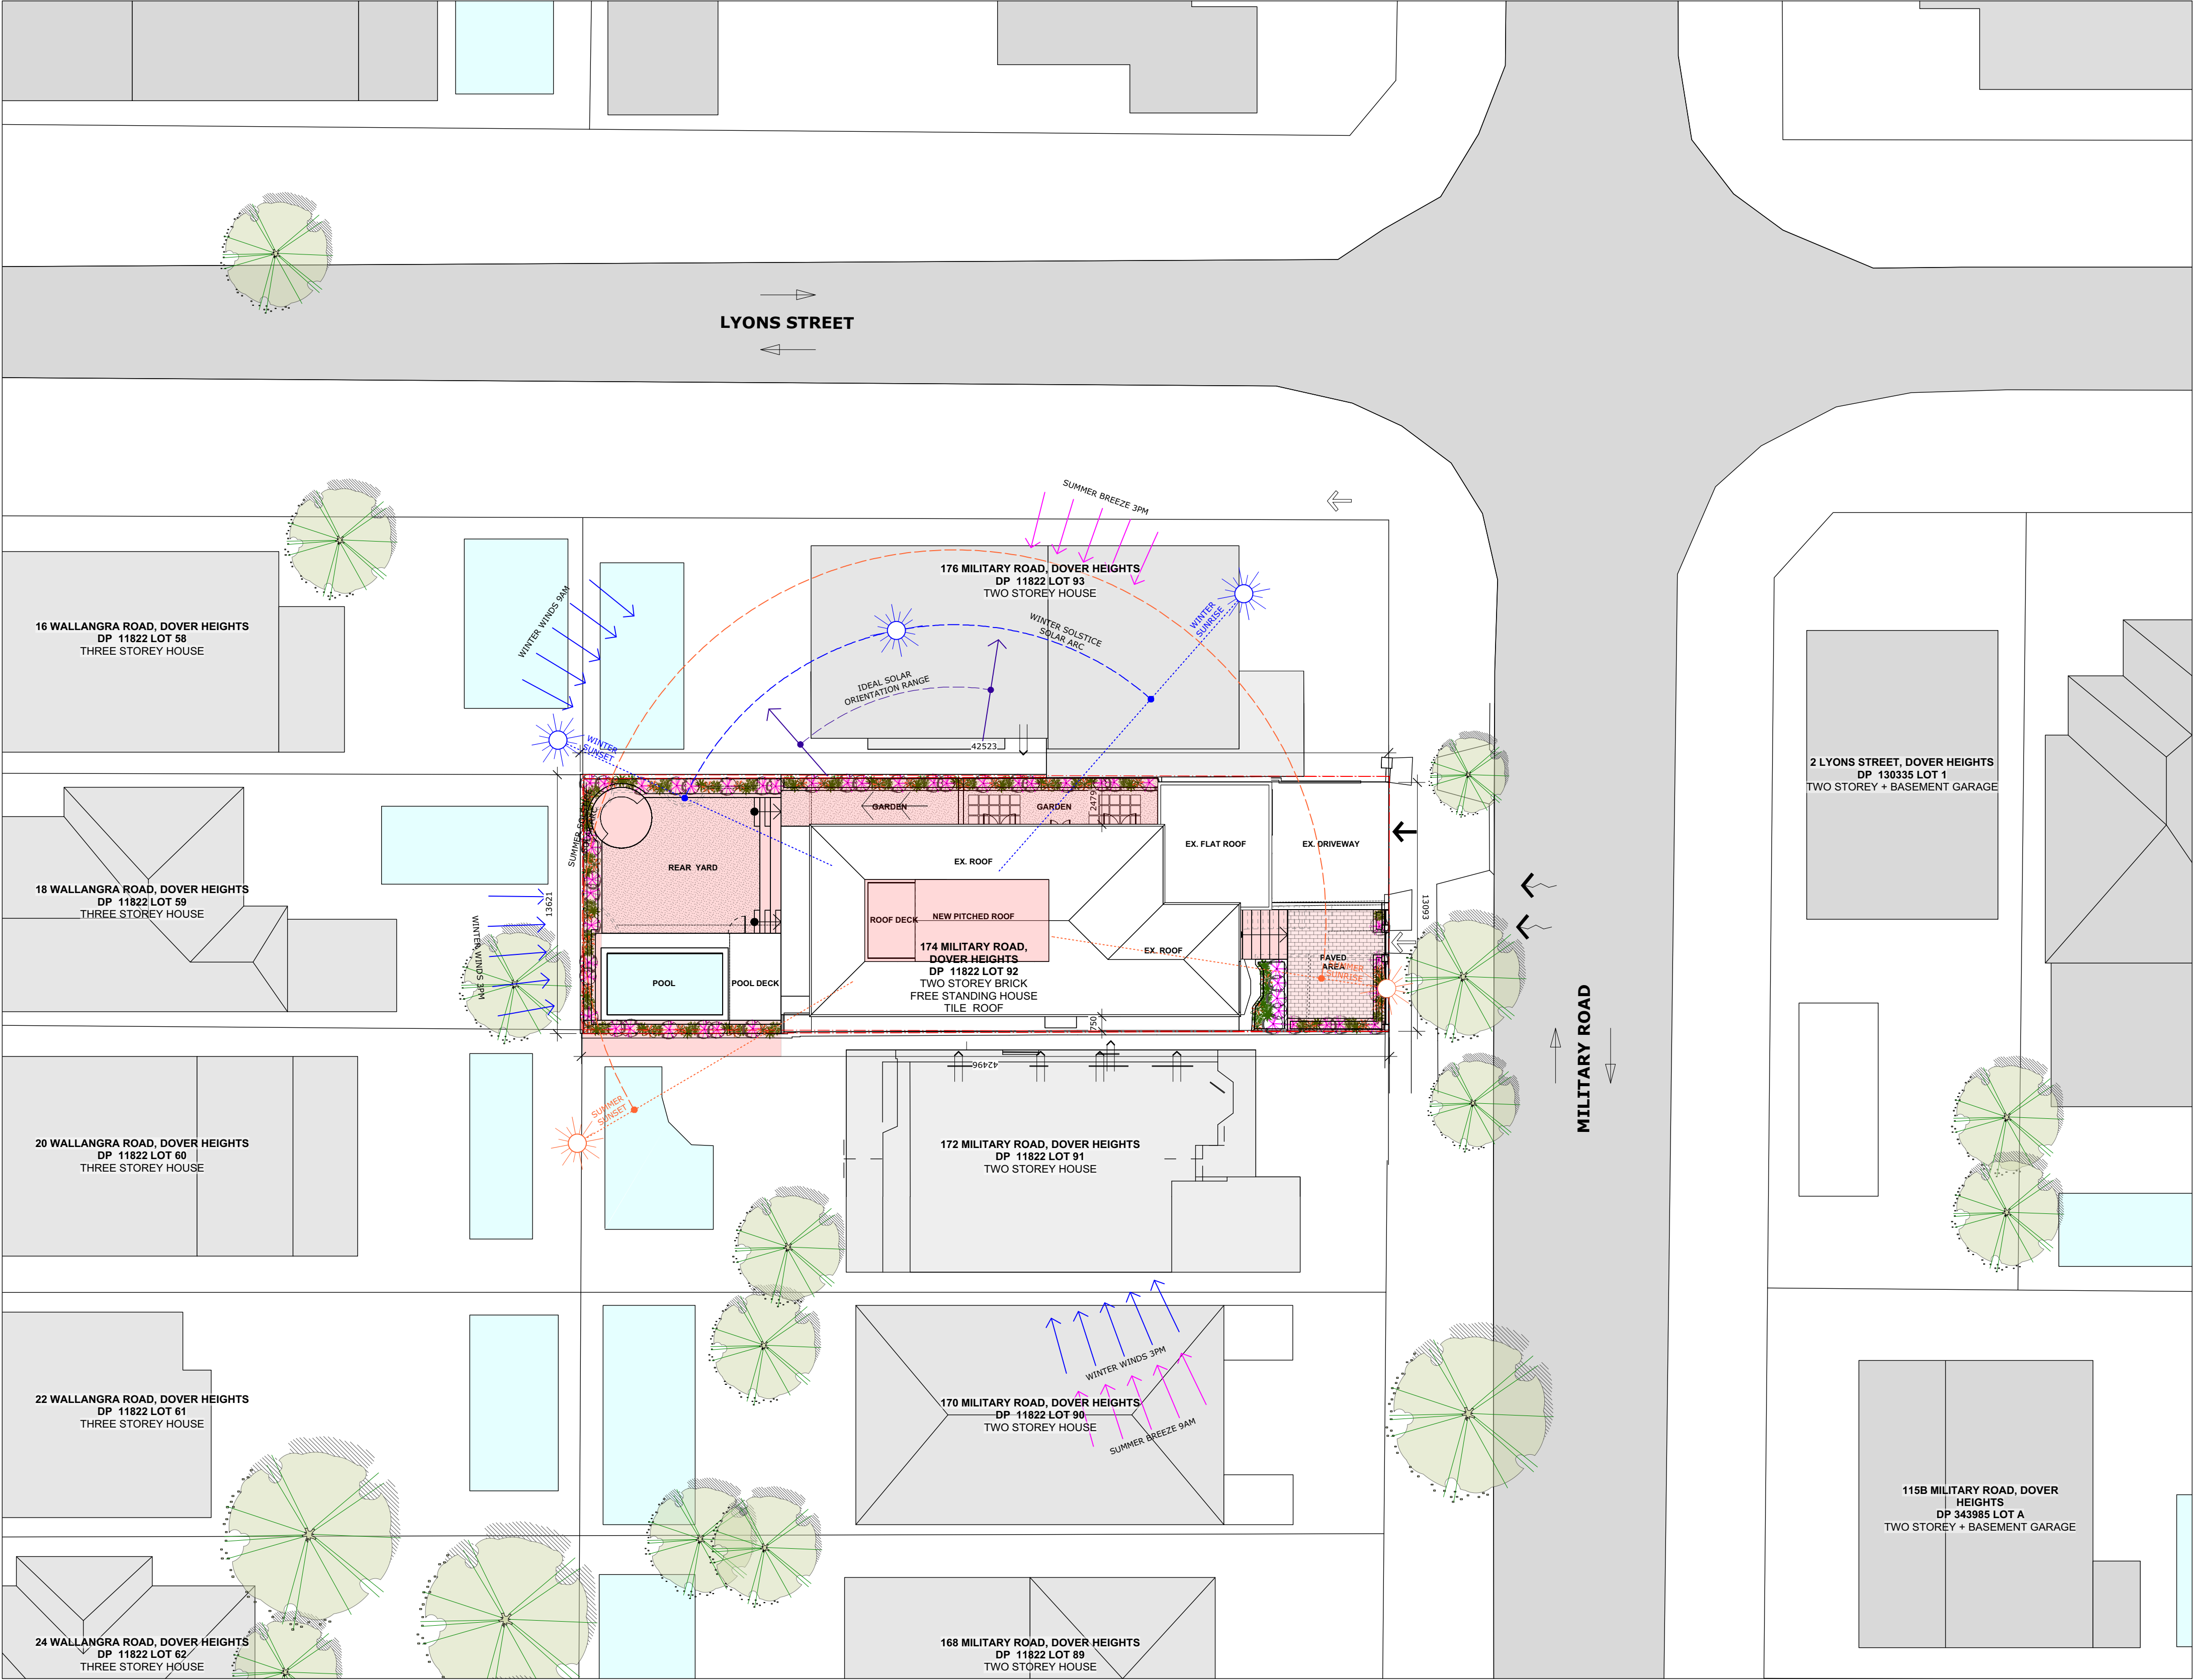 LYONS STREET
SUMMER BREEZE 3PM
176 MILITARY ROAD, DOVER HEIGHTS
DP 11822 LOT 93
TWO STOREY HOUSE
WINTER WINDS 9AM
16 WALLANGRA ROAD, DOVER HEIGHTS
DP 11822 LOT 58
THREE STOREY HOUSE
WINTER
SUNRISE
WINTER SOLSTICE
SOLAR ARC
IDEAL SOLAR
ORIENTATION RANGE
WINTER
SUNSET
42523
2 LYONS STREET, DOVER HEIGHTS
DP 130335 LOT 1
TWO STOREY + BASEMENT GARAGE
GARDEN
2479
GARDEN
SUMMER
EX. FLAT ROOF
EX. DRIVEWAY
EX. ROOF
REAR YARD
18 WALLANGRA ROAD, DOVER HEIGHTS
DP 11822 LOT 59
THREE STOREY HOUSE
13621
13093
ROOF DECK
NEW PITCHED ROOF
WINTER WINDS 3PM
174 MILITARY ROAD,
DOVER HEIGHTS
DP 11822 LOT 92
TWO STOREY BRICK
FREE STANDING HOUSE
TILE ROOF
EX. ROOF
PAVED
AREA
SUMMER
SUNRISE
POOL
POOL DECK
750
42496
MILITARY ROAD
SUMMER
SUNSET
20 WALLANGRA ROAD, DOVER HEIGHTS
DP 11822 LOT 60
THREE STOREY HOUSE
172 MILITARY ROAD, DOVER HEIGHTS
DP 11822 LOT 91
TWO STOREY HOUSE
WINTER WINDS 3PM
22 WALLANGRA ROAD, DOVER HEIGHTS
DP 11822 LOT 61
THREE STOREY HOUSE
170 MILITARY ROAD, DOVER HEIGHTS
DP 11822 LOT 90
TWO STOREY HOUSE
SUMMER BREEZE 9AM
115B MILITARY ROAD, DOVER
HEIGHTS
DP 343985 LOT A
TWO STOREY + BASEMENT GARAGE
24 WALLANGRA ROAD, DOVER HEIGHTS
DP 11822 LOT 62
THREE STOREY HOUSE
168 MILITARY ROAD, DOVER HEIGHTS
DP 11822 LOT 89
TWO STOREY HOUSE